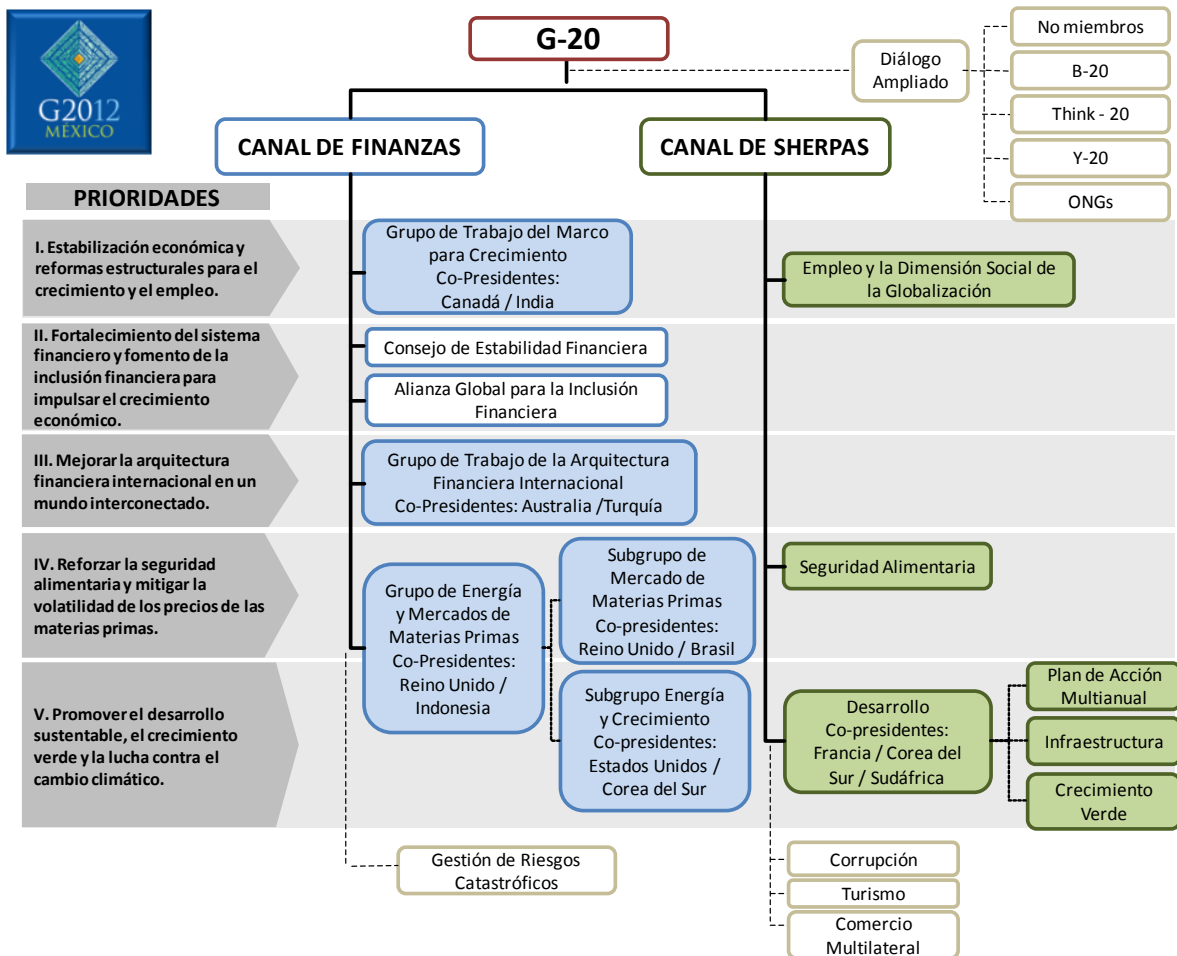 G2012
MÉXICO
G-20
Diálogo
Ampliado
No miembros
B-20
Think - 20
Y-20
ONGs
CANAL DE FINANZAS
CANAL DE SHERPAS
PRIORIDADES
I. Estabilización económica y
reformas estructurales para el
crecimiento y el empleo.
Grupo de Trabajo del Marco
para Crecimiento
Co-Presidentes:
Canadá / India
Empleo y la Dimensión Social de
la Globalización
II. Fortalecimiento del sistema
financiero y fomento de la
inclusión financiera para
impulsar el crecimiento
económico.
Consejo de Estabilidad Financiera
Alianza Global para la Inclusión
Financiera
III. Mejorar la arquitectura
financiera internacional en un
mundo interconectado.
Grupo de Trabajo de la Arquitectura
Financiera Internacional
Co-Presidentes: Australia /Turquía
IV. Reforzar la seguridad
alimentaria y mitigar la
volatilidad de los precios de las
materias primas.
Grupo de Energía
y Mercados de
Materias Primas
Co-Presidentes:
Reino Unido /
Indonesia
Subgrupo de
Mercado de
Materias Primas
Co-presidentes:
Reino Unido / Brasil
Seguridad Alimentaria
V. Promover el desarrollo
sustentable, el crecimiento
verde y la lucha contra el
cambio climático.
Subgrupo Energía
y Crecimiento
Co-presidentes:
Estados Unidos /
Corea del Sur
Desarrollo
Co-presidentes:
Francia / Corea del
Sur / Sudáfrica
Plan de Acción
Multianual
Infraestructura
Crecimiento
Verde
Gestión de Riesgos
Catastróficos
Corrupción
Turismo
Comercio
Multilateral